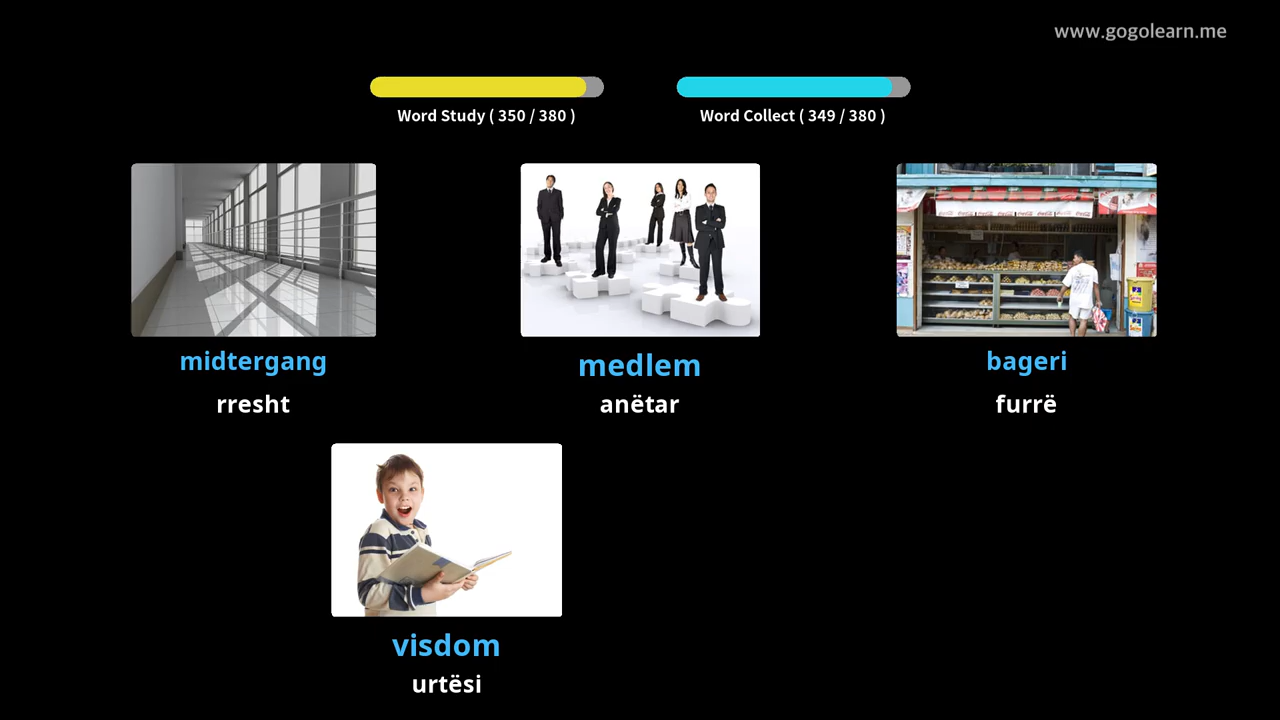 www.gogolearn.me
Word Study ( 350 / 380 )
Word Collect ( 349 / 380 )
midtergang
rresht
medlem
anëtar
bageri
furrë
visdom
urtësi